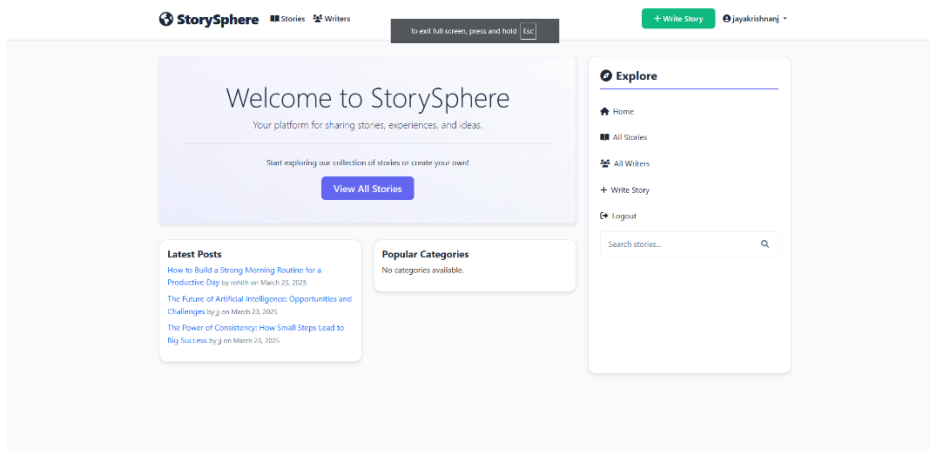 StorySphere Stories Writers
+ Write Story jayakrishnanj
To exit full screen, press and hold Esc
Welcome to StorySphere
Your platform for sharing stories, experiences, and ideas.
Start exploring our collection of stories or create your own!
View All Stories
Latest Posts
How to Build a Strong Morning Routine for a
Productive Day by rohith on March 23, 2025
The Future of Artificial Intelligence: Opportunities and
Challenges by jj on March 23, 2025
The Power of Consistency: How Small Steps Lead to
Big Success by jj on March 23, 2025
Popular Categories
No categories available.
Explore
Home
All Stories
All Writers
+ Write Story
Logout
Search stories...